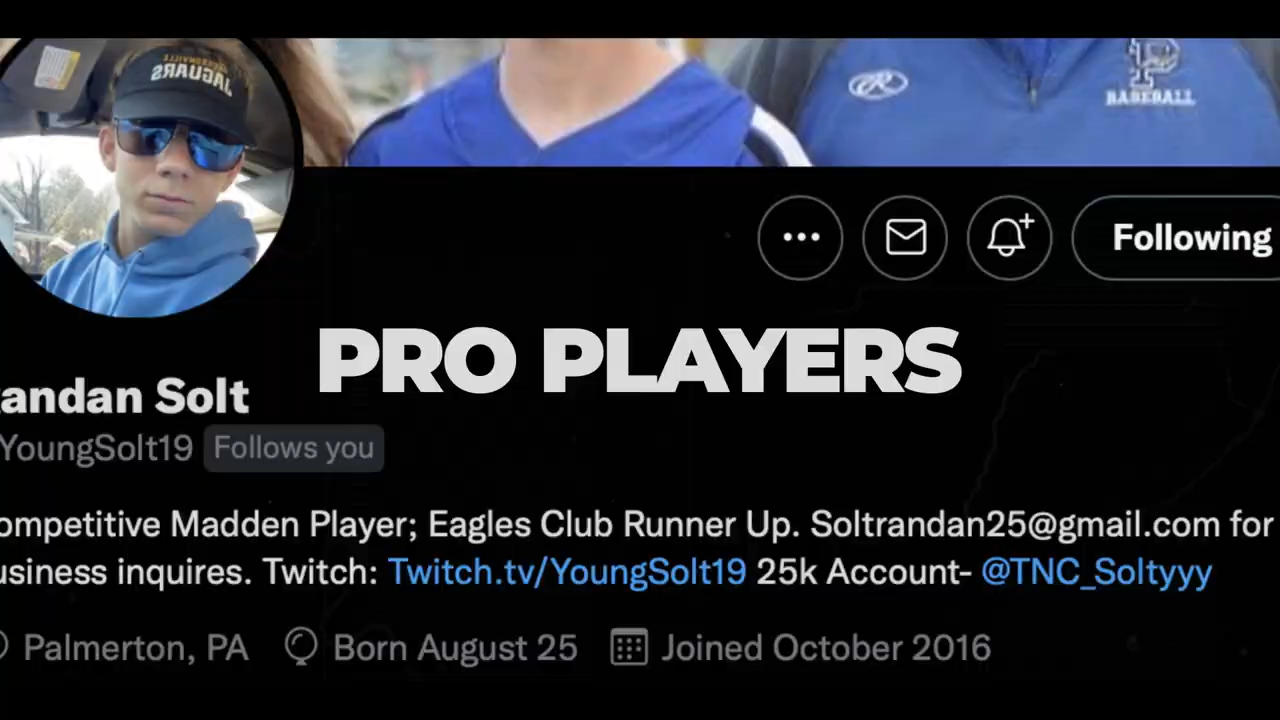 JACKSONVILLE
JAGUARS
R
P
BASEBALL
Following
PRO PLAYERS
andan Solt
YoungSolt19 Follows you
ompetitive Madden Player; Eagles Club Runner Up. Soltrandan25@gmail.com for
usiness inquires. Twitch: Twitch.tv/YoungSolt19 25k Account- @TNC_Soltyyy
Palmerton, PA Born August 25 Joined October 2016